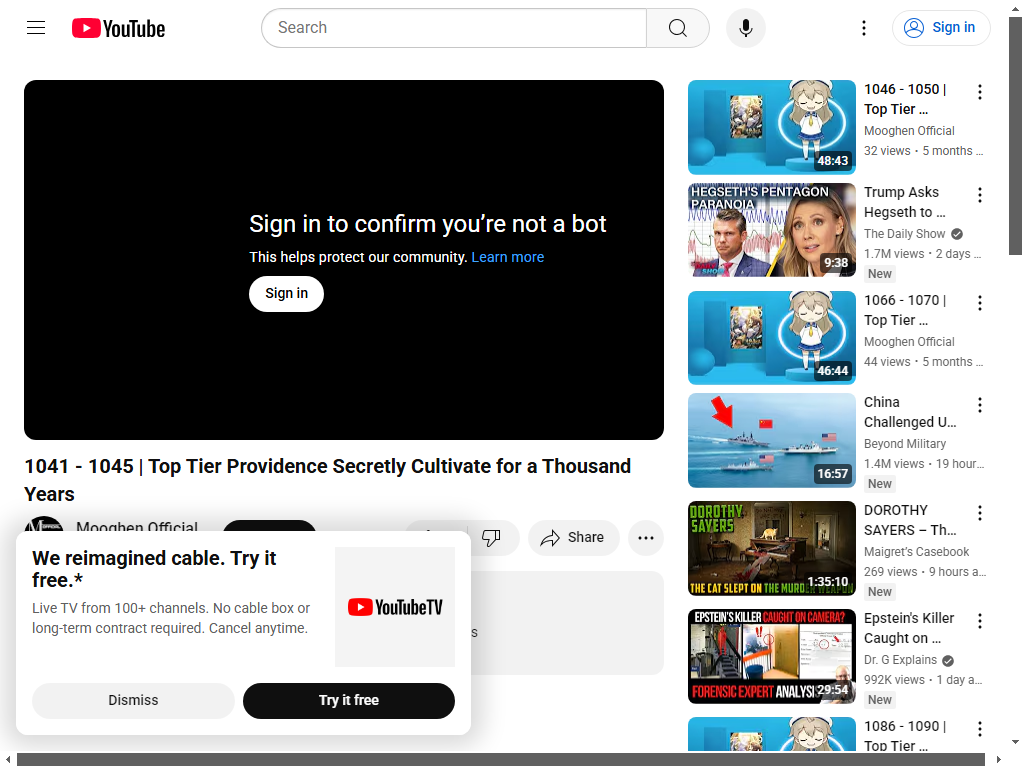 YouTube
Search
Sign in
Sign in to confirm you’re not a bot
This helps protect our community. Learn more
Sign in
1041 - 1045 | Top Tier Providence Secretly Cultivate for a Thousand
Years
Mooghen Official
Share
We reimagined cable. Try it
free.*
Live TV from 100+ channels. No cable box or
long-term contract required. Cancel anytime.
YouTubeTV
Dismiss
Try it free
48:43
1046 - 1050 |
Top Tier ...
Mooghen Official
32 views • 5 months ...
HEGSETH'S PENTAGON
PARANOIA
9:38
Trump Asks
Hegseth to ...
The Daily Show
1.7M views • 2 days ...
New
46:44
1066 - 1070 |
Top Tier ...
Mooghen Official
44 views • 5 months ...
16:57
China
Challenged U...
Beyond Military
1.4M views • 19 hour...
New
DOROTHY
SAYERS
THE CAT SLEPT ON THE MURDER WEAPON
1:35:10
DOROTHY
SAYERS – Th...
Maigret’s Casebook
269 views • 9 hours a...
New
EPSTEIN'S KILLER CAUGHT ON CAMERA?
FORENSIC EXPERT ANALYSI
29:54
Epstein's Killer
Caught on ...
Dr. G Explains
992K views • 1 day a...
New
1086 - 1090 |
Top Tier ...